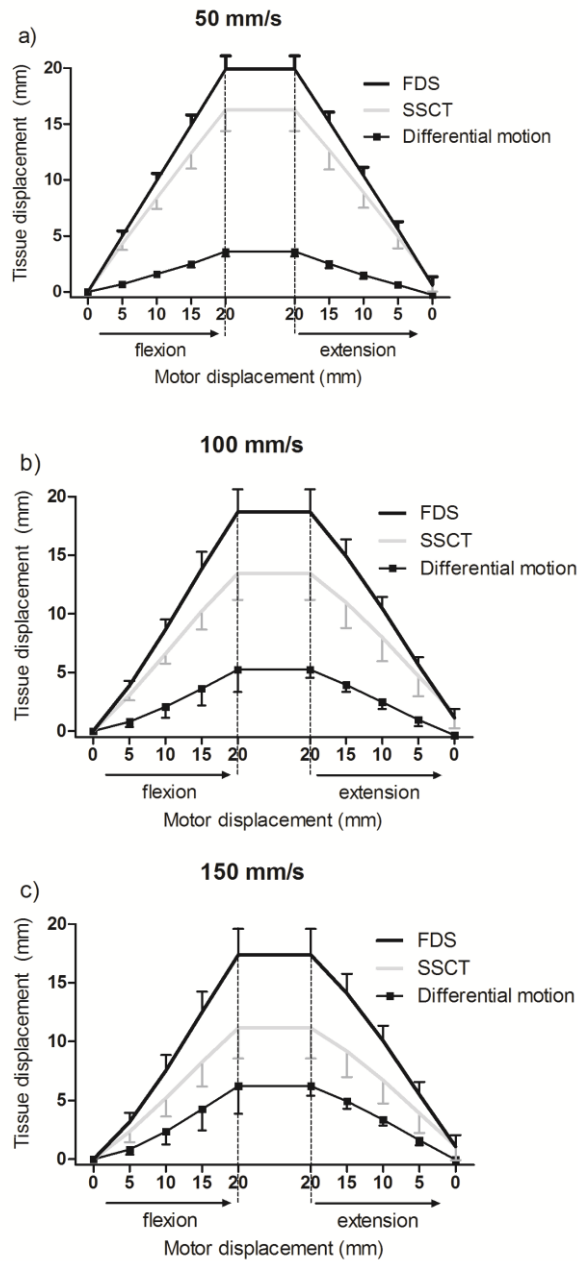 50 mm/s
a)
Tissue displacement (mm)
20
15
10
5
0
FDS
SSCT
Differential motion
0 5 10 15 20 20 15 10 5 0
flexion extension
Motor displacement (mm)
100 mm/s
b)
Tissue displacement (mm)
20
15
10
5
0
FDS
SSCT
Differential motion
0 5 10 15 20 20 15 10 5 0
flexion extension
Motor displacement (mm)
150 mm/s
c)
Tissue displacement (mm)
20
15
10
5
0
FDS
SSCT
Differential motion
0 5 10 15 20 20 15 10 5 0
flexion extension
Motor displacement (mm)